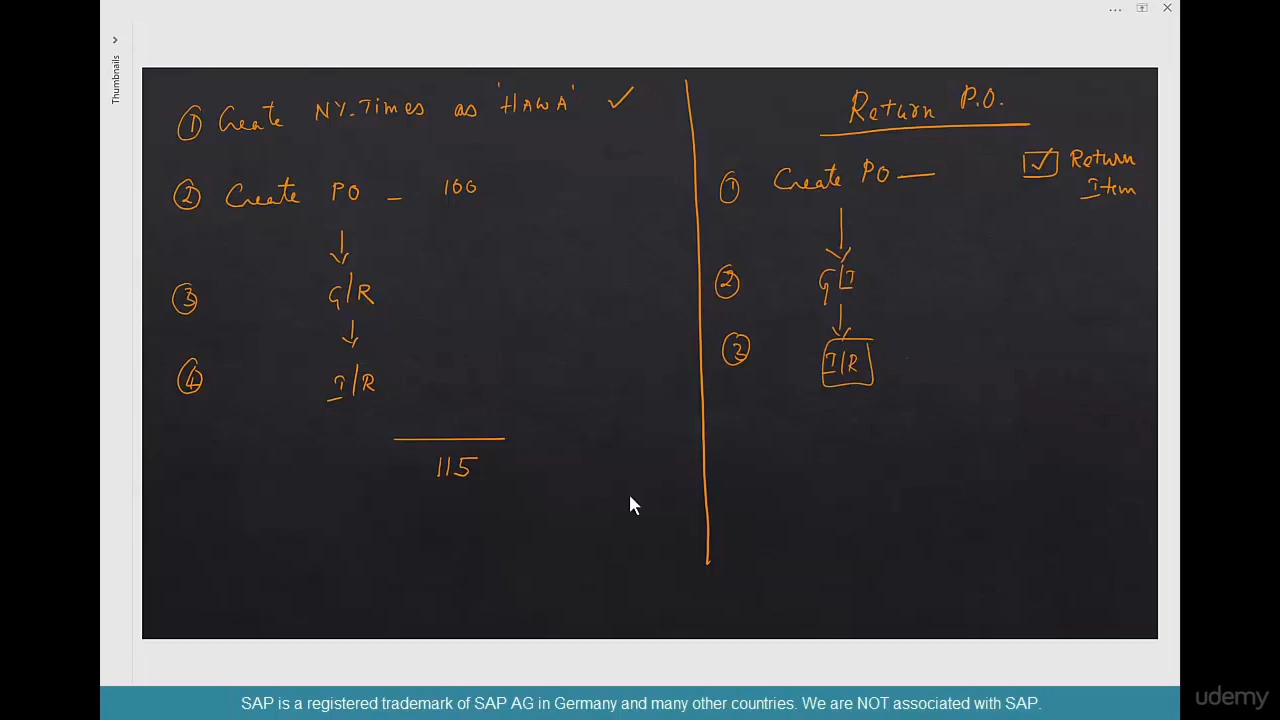 Thumbnails
① Create NY.Times as 'HAWA' ✓
② Create PO - 100
③ G/R
④ I/R
115
Return P.O.
① Create PO — ☑ Return Item
② G/I
③ I/R
SAP is a registered trademark of SAP AG in Germany and many other countries. We are NOT associated with SAP.
udemy